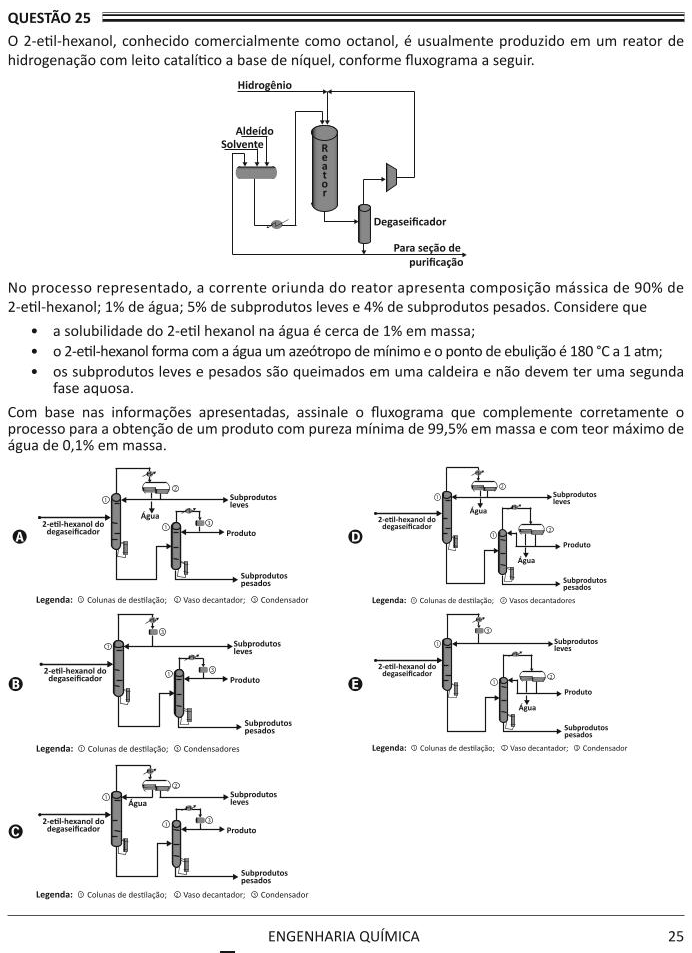 QUESTÃO 25
O 2-etil-hexanol, conhecido comercialmente como octanol, é usualmente produzido em um reator de
hidrogenação com leito catalítico a base de níquel, conforme fluxograma a seguir.
Hidrogênio
Aldeído
Solvente
Reator
Degaseificador
Para seção de
purificação
No processo representado, a corrente oriunda do reator apresenta composição mássica de 90% de
2-etil-hexanol; 1% de água; 5% de subprodutos leves e 4% de subprodutos pesados. Considere que
• a solubilidade do 2-etil hexanol na água é cerca de 1% em massa;
• o 2-etil-hexanol forma com a água um azeótropo de mínimo e o ponto de ebulição é 180 °C a 1 atm;
• os subprodutos leves e pesados são queimados em uma caldeira e não devem ter uma segunda
fase aquosa.
Com base nas informações apresentadas, assinale o fluxograma que complemente corretamente o
processo para a obtenção de um produto com pureza mínima de 99,5% em massa e com teor máximo de
água de 0,1% em massa.
A
① ②
Subprodutos
leves
Água
2-etil-hexanol do
degaseificador
① ③
Produto
Subprodutos
pesados
Legenda: ① Colunas de destilação; ② Vaso decantador; ③ Condensador
B
① ③
Subprodutos
leves
2-etil-hexanol do
degaseificador
① ③
Produto
Subprodutos
pesados
Legenda: ① Colunas de destilação; ③ Condensadores
C
① ②
Subprodutos
leves
Água
2-etil-hexanol do
degaseificador
① ③
Produto
Subprodutos
pesados
Legenda: ① Colunas de destilação; ② Vaso decantador; ③ Condensador
D
① ②
Subprodutos
leves
Água
2-etil-hexanol do
degaseificador
① ②
Produto
Água
Subprodutos
pesados
Legenda: ① Colunas de destilação; ② Vasos decantadores
E
① ③
Subprodutos
leves
2-etil-hexanol do
degaseificador
① ②
Produto
Água
Subprodutos
pesados
Legenda: ① Colunas de destilação; ② Vaso decantador; ③ Condensador
ENGENHARIA QUÍMICA
25